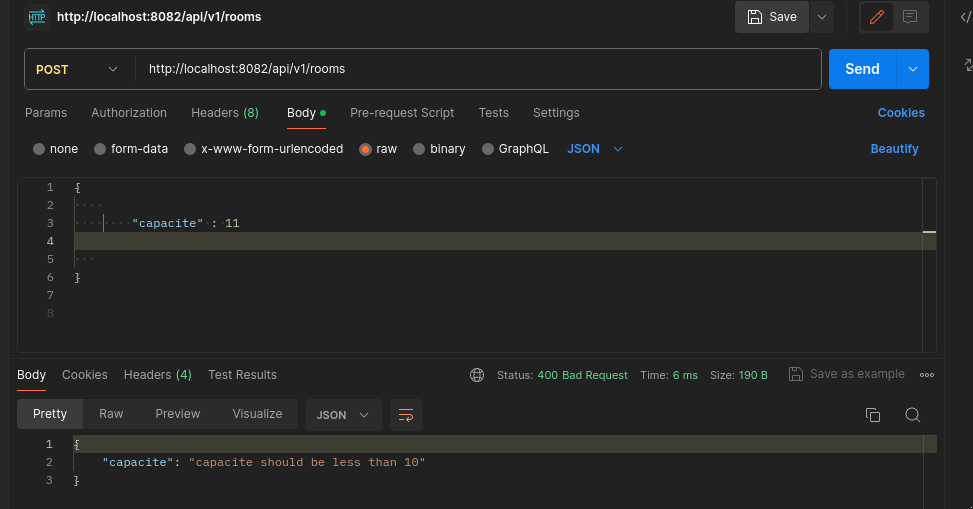 HTTP http://localhost:8082/api/v1/rooms Save </>
POST http://localhost:8082/api/v1/rooms Send
Params Authorization Headers (8) Body Pre-request Script Tests Settings Cookies
none form-data x-www-form-urlencoded raw binary GraphQL JSON Beautify
1 {
2
3 "capacite" : 11
4
5
6 }
7
8
Body Cookies Headers (4) Test Results Status: 400 Bad Request Time: 6 ms Size: 190 B Save as example
Pretty Raw Preview Visualize JSON
1 {
2 "capacite": "capacite should be less than 10"
3 }